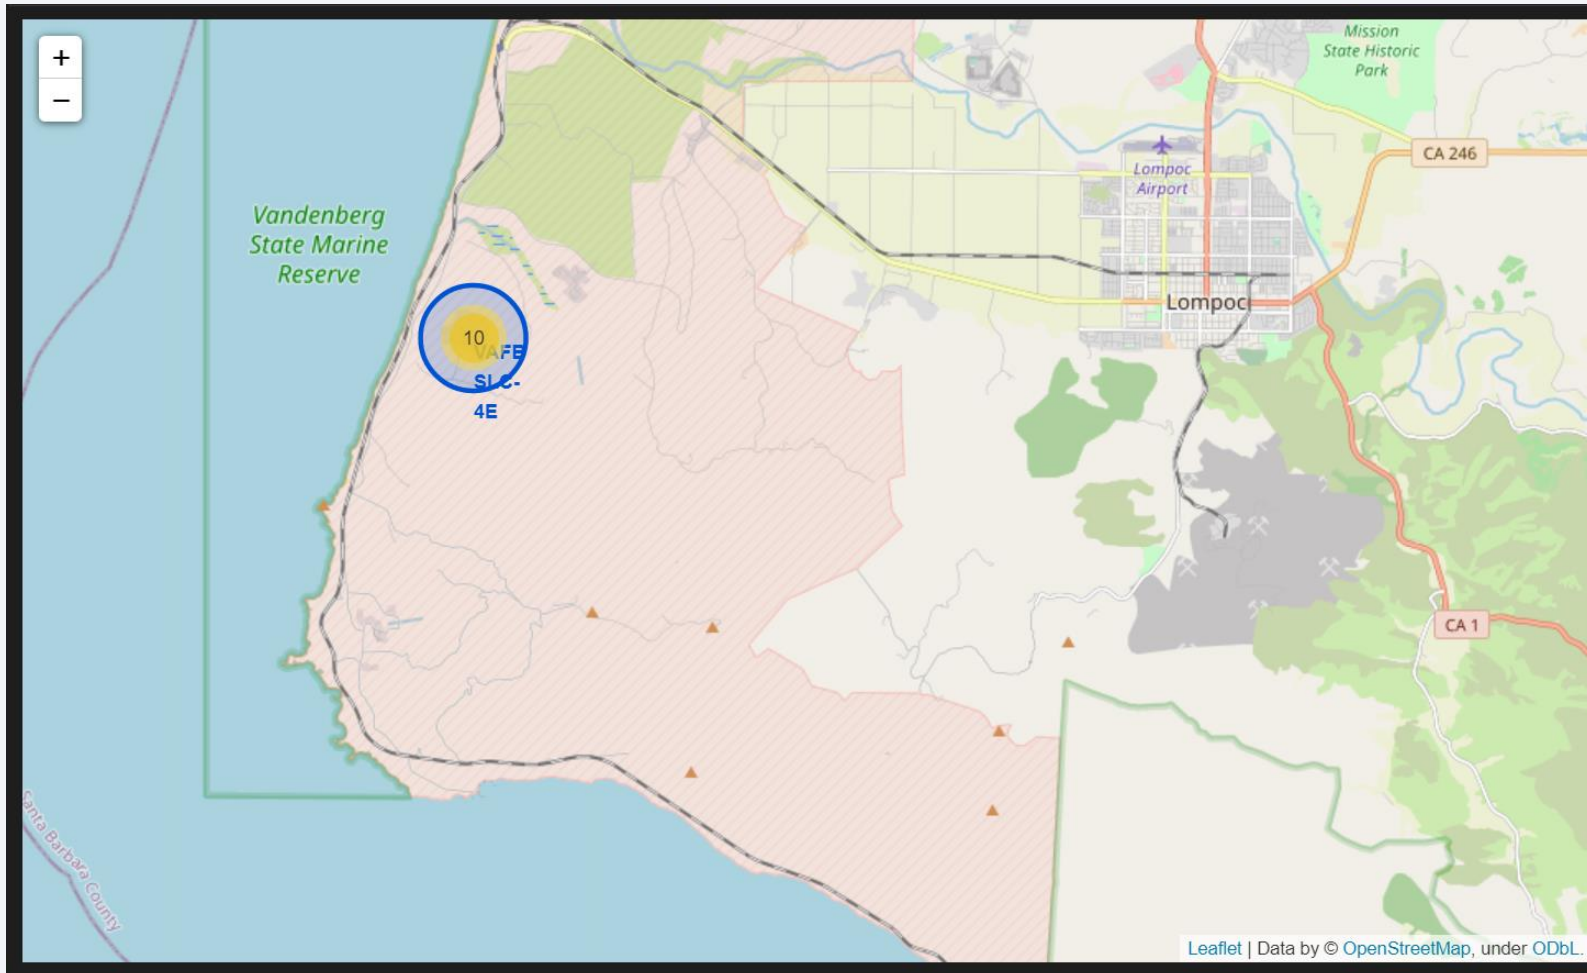 +
−
Mission
State Historic
Park
CA 246
Lompoc
Airport
Vandenberg
State Marine
Reserve
Lompoc
10
VAFB
SLC-
4E
CA 1
Santa Barbara County
Leaflet | Data by © OpenStreetMap, under ODbL.